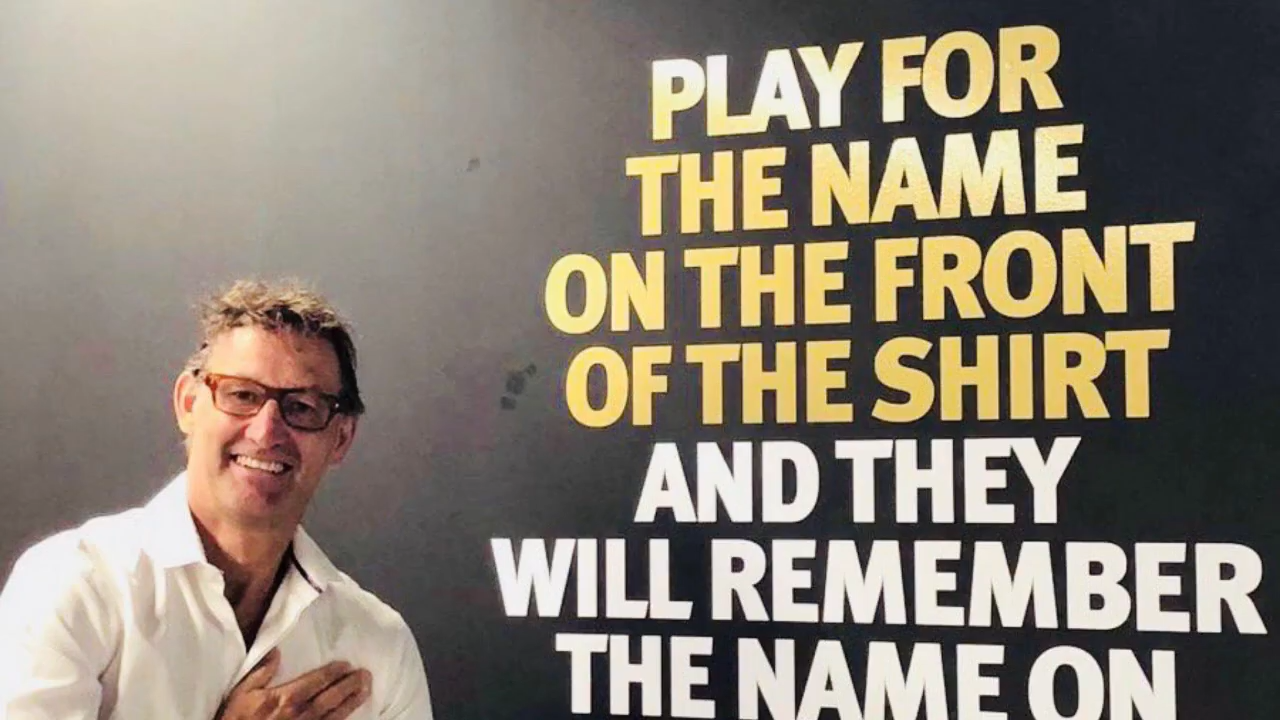 PLAY FOR
THE NAME
ON THE FRONT
OF THE SHIRT
AND THEY
WILL REMEMBER
THE NAME ON